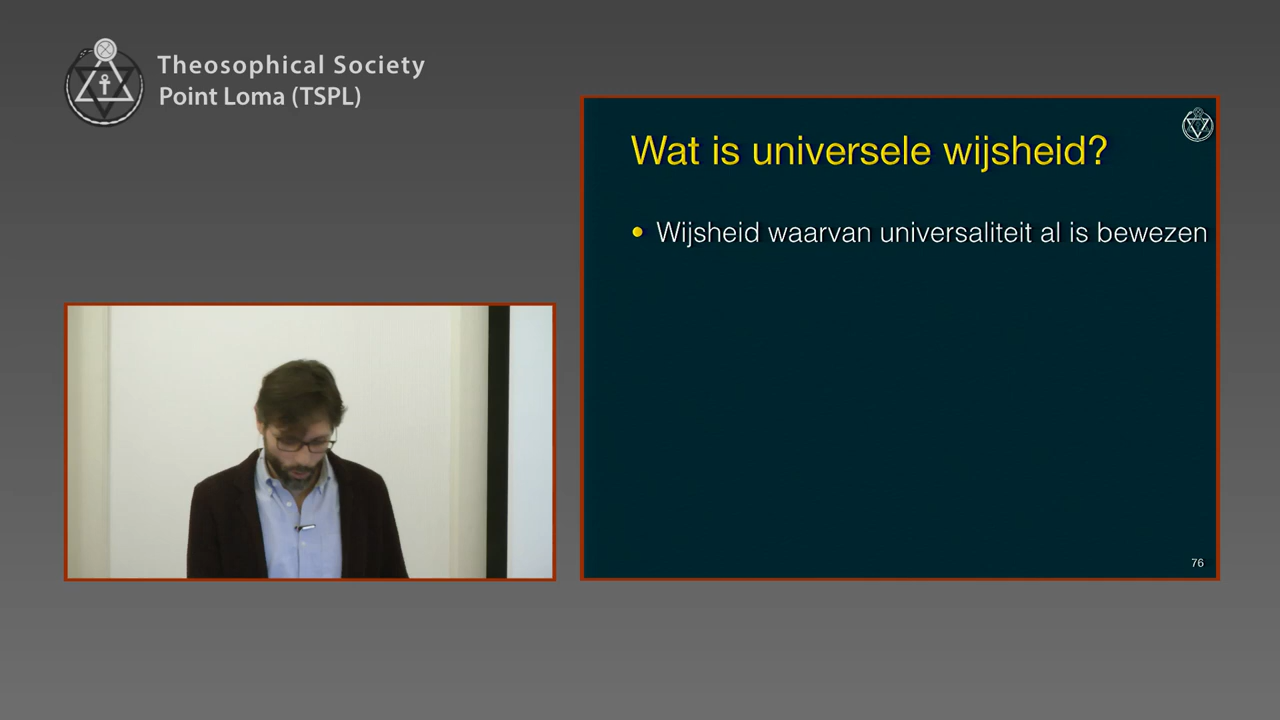 Theosophical Society
Point Loma (TSPL)
Wat is universele wijsheid?
Wijsheid waarvan universaliteit al is bewezen
76